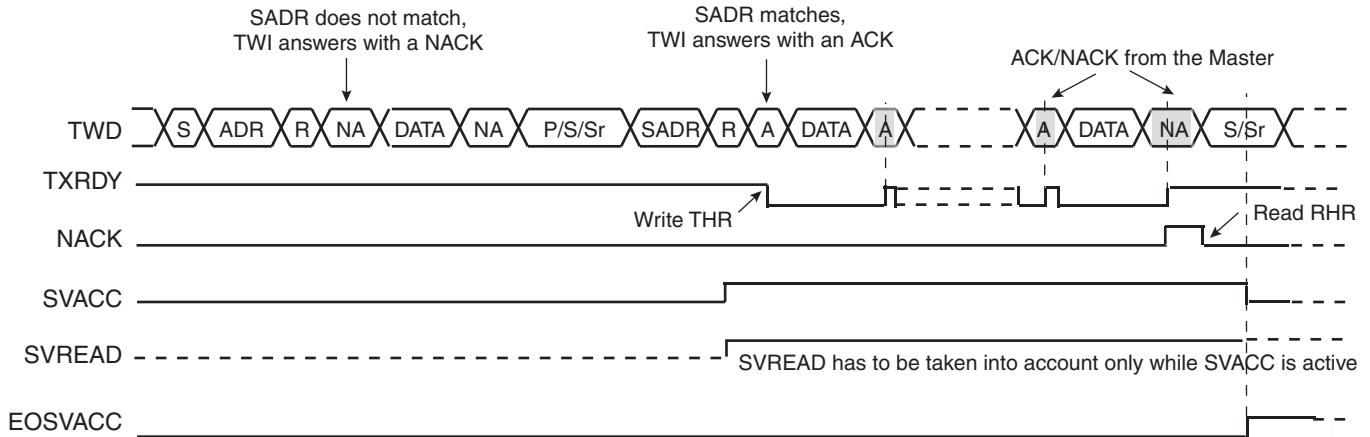 SADR does not match,
TWI answers with a NACK
SADR matches,
TWI answers with an ACK
ACK/NACK from the Master
TWD S ADR R NA DATA NA P/S/Sr SADR R A DATA A A DATA NA S/Sr
TXRDY
Write THR
Read RHR
NACK
SVACC
SVREAD
SVREAD has to be taken into account only while SVACC is active
EOSVACC